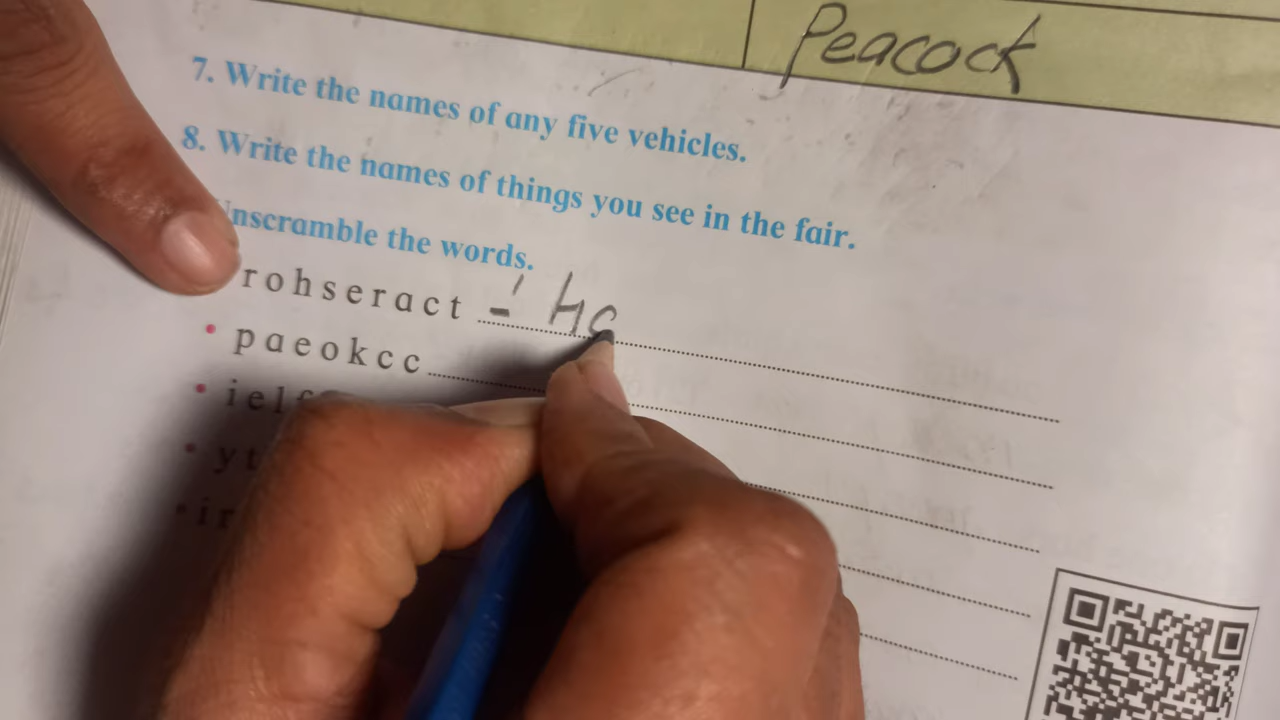 Peacock
7. Write the names of any five vehicles.
8. Write the names of things you see in the fair.
Unscramble the words.
rohseract
paeokcc